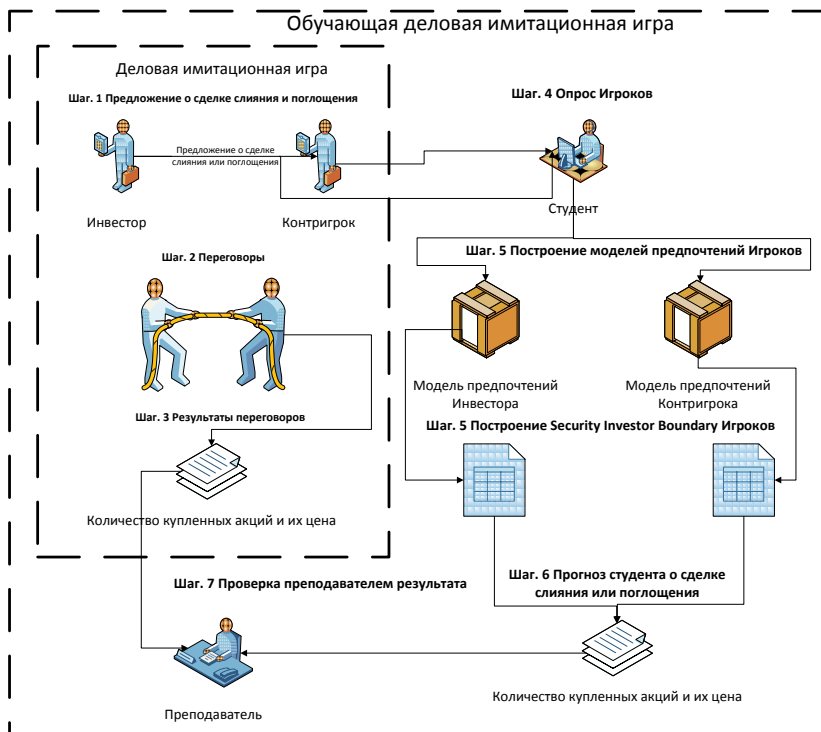 Обучающая деловая имитационная игра
Деловая имитационная игра
Шаг. 1 Предложение о сделке слияния и поглощения
Предложение о сделке
слияния или поглощения
Инвестор
Контригрок
Шаг. 2 Переговоры
Шаг. 3 Результаты переговоров
Количество купленных акций и их цена
Шаг. 4 Опрос Игроков
Студент
Шаг. 5 Построение моделей предпочтений Игроков
Модель предпочтений
Инвестора
Модель предпочтений
Контригрока
Шаг. 5 Построение Security Investor Boundary Игроков
Шаг. 6 Прогноз студента о сделке
слияния или поглощения
Количество купленных акций и их цена
Шаг. 7 Проверка преподавателем результата
Преподаватель